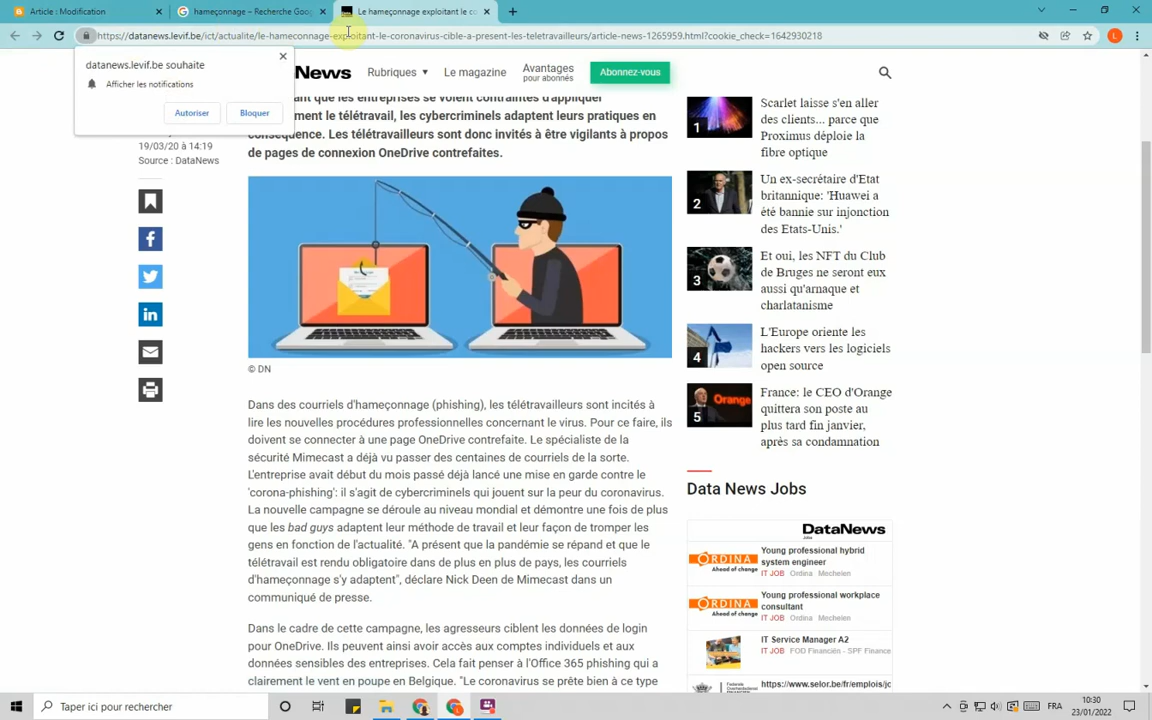 Article : Modification
hameçonnage – Recherche Goo
Le hameçonnage exploitant le co
https://datanews.levif.be/ict/actualite/le-hameconnage-exploitant-le-coronavirus-cible-a-present-les-teletravailleurs/article-news-1265959.html?cookie_check=1642930218
datanews.levif.be souhaite
Afficher les notifications
Autoriser
Bloquer
News
Rubriques
Le magazine
Avantages
pour abonnés
Abonnez-vous
19/03/20 à 14:19
Source : DataNews
ant que les entreprises se voient contraintes d'appliquer
ment le télétravail, les cybercriminels adaptent leurs pratiques en
conséquence. Les télétravailleurs sont donc invités à être vigilants à propos
de pages de connexion OneDrive contrefaites.
© DN
Dans des courriels d'hameçonnage (phishing), les télétravailleurs sont incités à
lire les nouvelles procédures professionnelles concernant le virus. Pour ce faire, ils
doivent se connecter à une page OneDrive contrefaite. Le spécialiste de la
sécurité Mimecast a déjà vu passer des centaines de courriels de la sorte.
L'entreprise avait début du mois passé déjà lancé une mise en garde contre le
'corona-phishing': il s'agit de cybercriminels qui jouent sur la peur du coronavirus.
La nouvelle campagne se déroule au niveau mondial et démontre une fois de plus
que les bad guys adaptent leur méthode de travail et leur façon de tromper les
gens en fonction de l'actualité. "A présent que la pandémie se répand et que le
télétravail est rendu obligatoire dans de plus en plus de pays, les courriels
d'hameçonnage s'y adaptent", déclare Nick Deen de Mimecast dans un
communiqué de presse.
Dans le cadre de cette campagne, les agresseurs ciblent les données de login
pour OneDrive. Ils peuvent ainsi avoir accès aux comptes individuels et aux
données sensibles des entreprises. Cela fait penser à l'Office 365 phishing qui a
clairement le vent en poupe en Belgique. "Le coronavirus se prête bien à ce type
1
Scarlet laisse s'en aller
des clients... parce que
Proximus déploie la
fibre optique
2
Un ex-secrétaire d'Etat
britannique: 'Huawei a
été bannie sur injonction
des Etats-Unis.'
3
Et oui, les NFT du Club
de Bruges ne seront eux
aussi qu'arnaque et
charlatanisme
4
L'Europe oriente les
hackers vers les logiciels
open source
5
Orange
France: le CEO d'Orange
quittera son poste au
plus tard fin janvier,
après sa condamnation
Data News Jobs
DataNews
Jobs
ORDINA
Ahead of change
Young professional hybrid
system engineer
IT JOB Ordina Mechelen
ORDINA
Ahead of change
Young professional workplace
consultant
IT JOB Ordina Mechelen
IT Service Manager A2
IT JOB FOD Financiën - SPF Finance
https://www.selor.be/fr/emplois/jc
Taper ici pour rechercher
FRA
10:30
23/01/2022